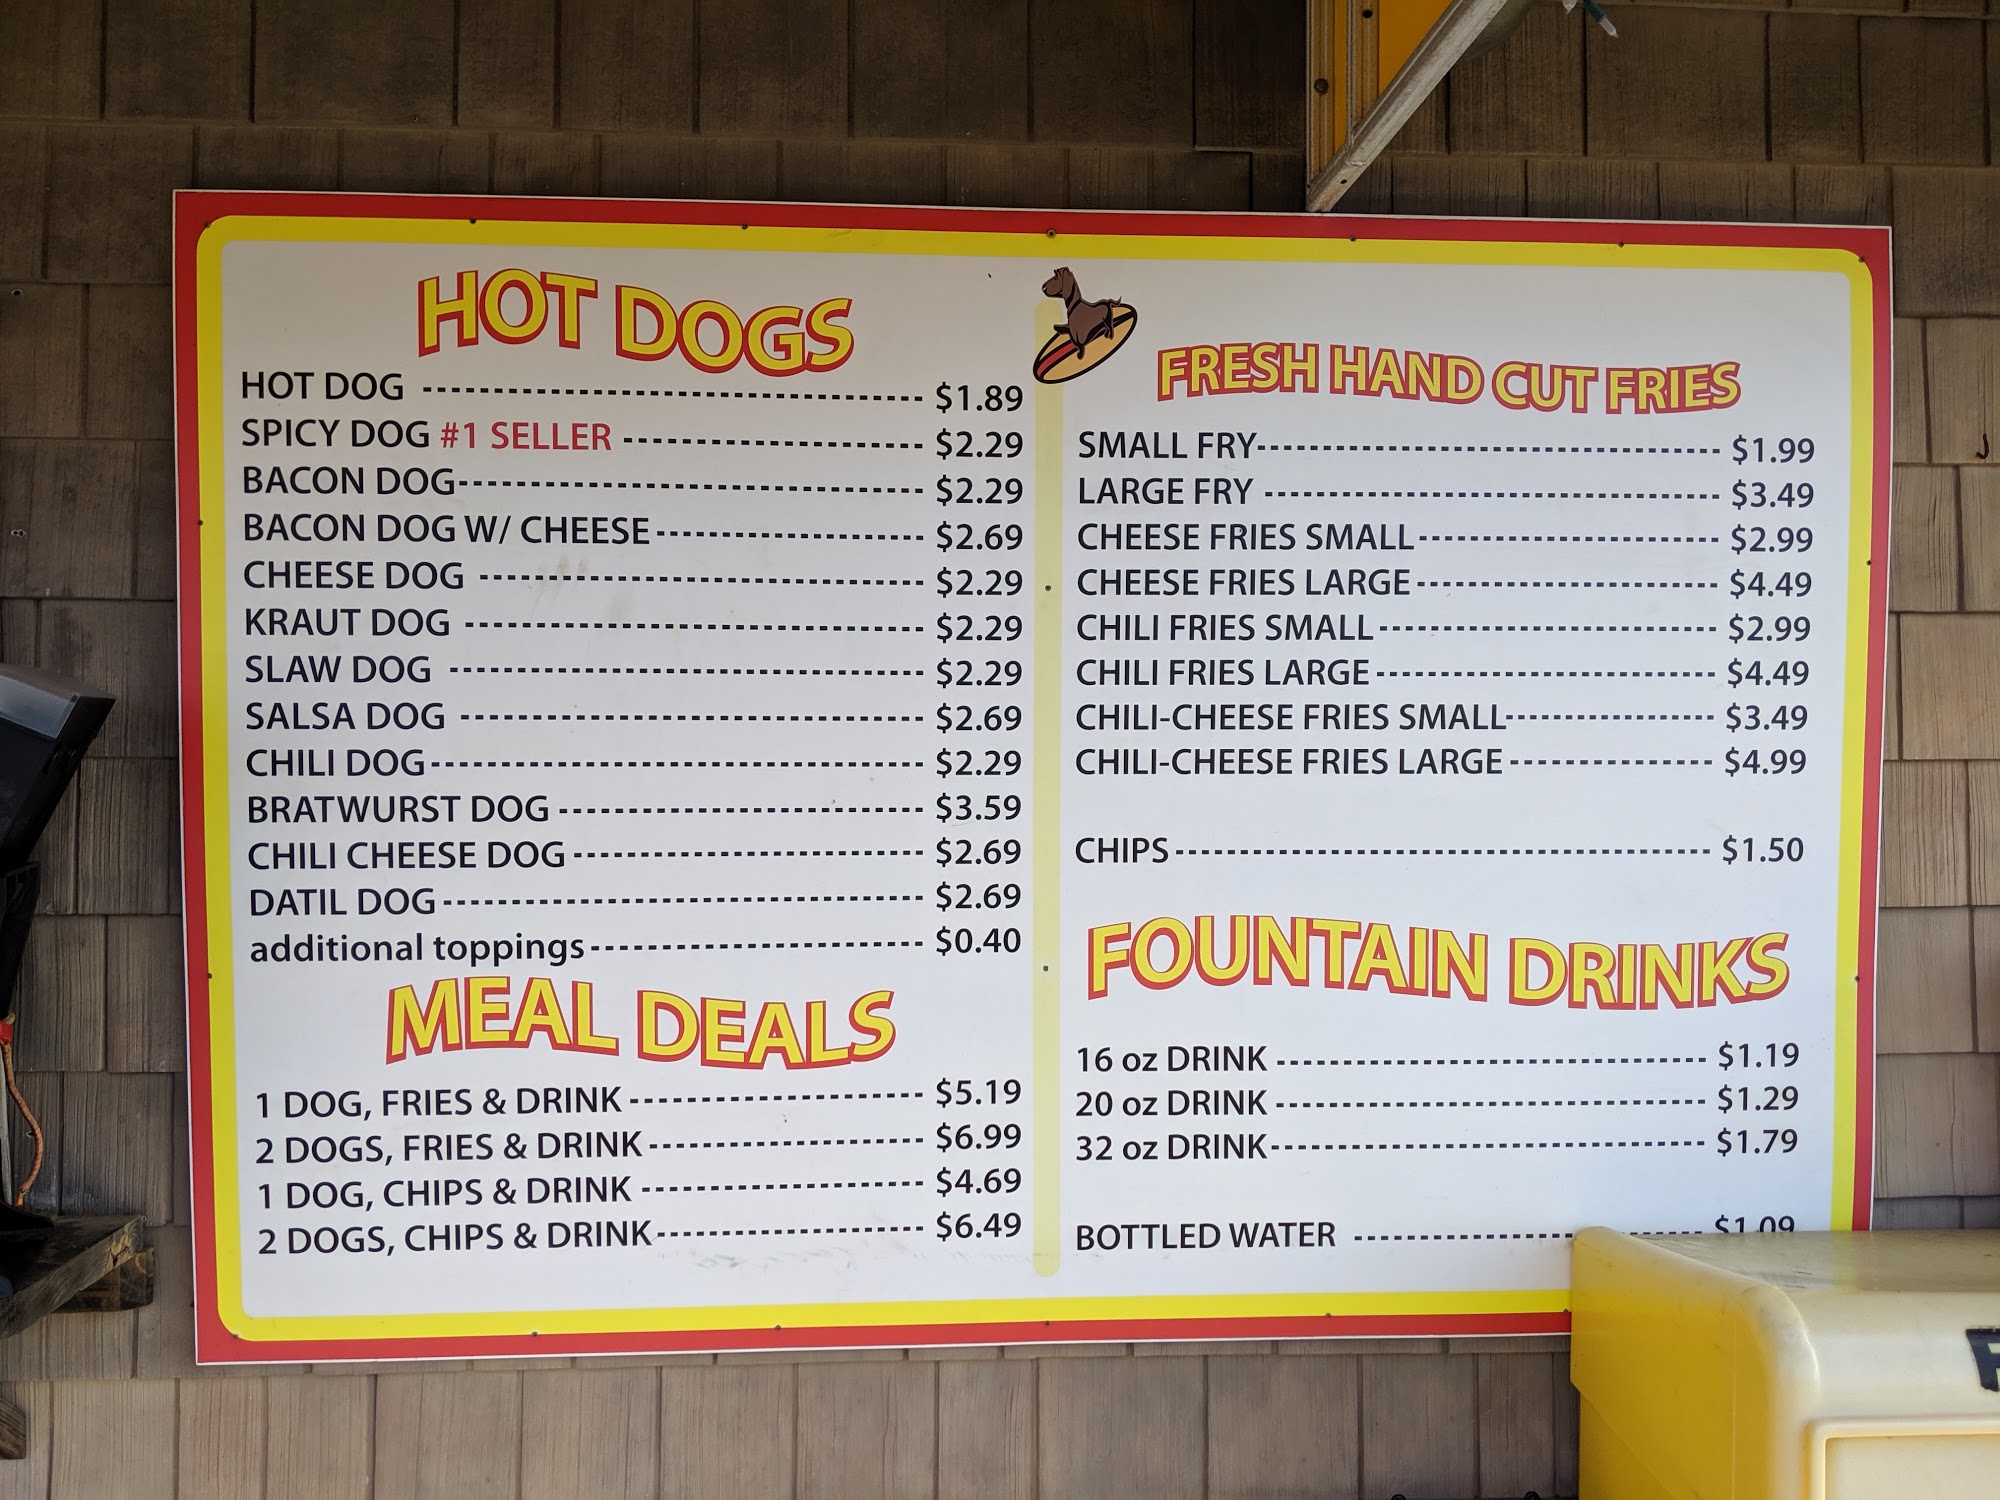 HOT DOGS
HOT DOG ----------------------------------- $1.89
SPICY DOG #1 SELLER --------------------- $2.29
BACON DOG--------------------------------- $2.29
BACON DOG W/ CHEESE------------------- $2.69
CHEESE DOG ------------------------------- $2.29
KRAUT DOG -------------------------------- $2.29
SLAW DOG --------------------------------- $2.29
SALSA DOG -------------------------------- $2.69
CHILI DOG----------------------------------- $2.29
BRATWURST DOG -------------------------- $3.59
CHILI CHEESE DOG------------------------- $2.69
DATIL DOG---------------------------------- $2.69
additional toppings------------------------ $0.40
MEAL DEALS
1 DOG, FRIES & DRINK --------------------- $5.19
2 DOGS, FRIES & DRINK-------------------- $6.99
1 DOG, CHIPS & DRINK -------------------- $4.69
2 DOGS, CHIPS & DRINK------------------- $6.49
FRESH HAND CUT FRIES
SMALL FRY---------------------------------- $1.99
LARGE FRY --------------------------------- $3.49
CHEESE FRIES SMALL---------------------- $2.99
CHEESE FRIES LARGE---------------------- $4.49
CHILI FRIES SMALL------------------------- $2.99
CHILI FRIES LARGE------------------------- $4.49
CHILI-CHEESE FRIES SMALL--------------- $3.49
CHILI-CHEESE FRIES LARGE--------------- $4.99
CHIPS--------------------------------------- $1.50
FOUNTAIN DRINKS
16 oz DRINK ------------------------------- $1.19
20 oz DRINK ------------------------------- $1.29
32 oz DRINK-------------------------------- $1.79
BOTTLED WATER ------------------------- $1.09